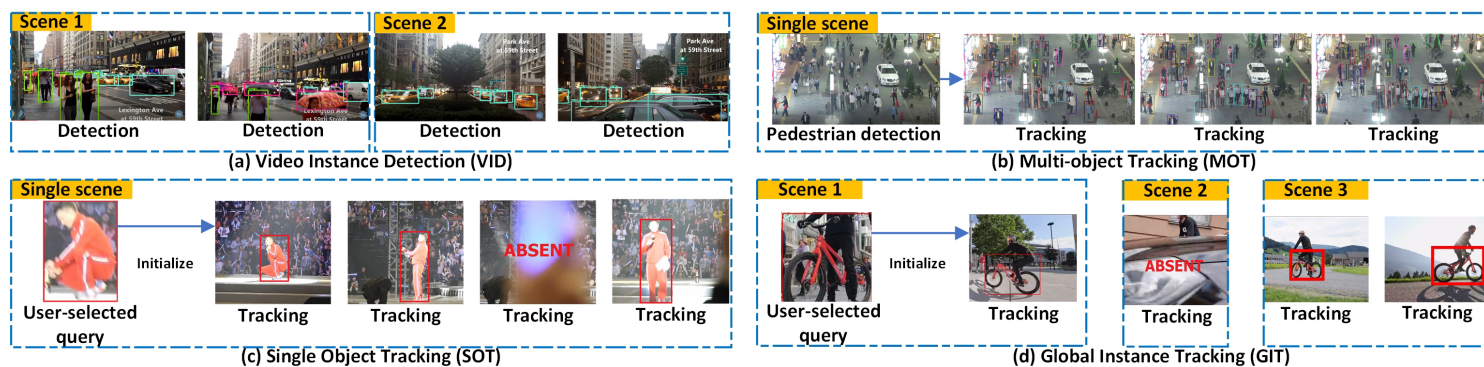 Scene 1
Scene 2
Park Ave
at 59th Street
Park Ave
at 59th Street
Lexington Ave
at 59th Street
Lexington Ave
at 59th Street
Detection
Detection
Detection
Detection
(a) Video Instance Detection (VID)
Single scene
Pedestrian detection
Tracking
Tracking
Tracking
(b) Multi-object Tracking (MOT)
Single scene
Initialize
ABSENT
User-selected
query
Tracking
Tracking
Tracking
Tracking
(c) Single Object Tracking (SOT)
Scene 1
Scene 2
Scene 3
Initialize
ABSENT
User-selected
query
Tracking
Tracking
Tracking
Tracking
(d) Global Instance Tracking (GIT)